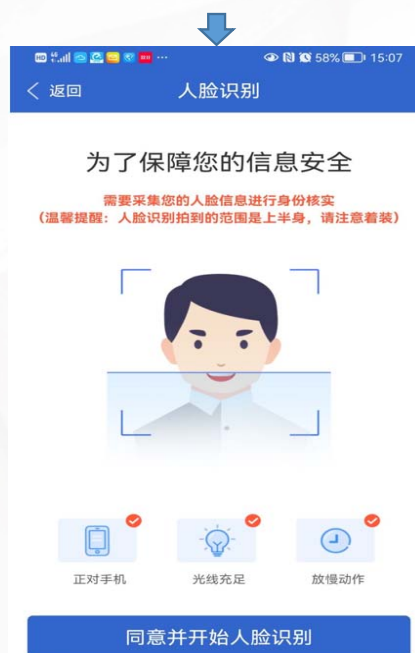 58% 15:07
返回 人脸识别
为了保障您的信息安全
需要采集您的人脸信息进行身份核实
（温馨提醒：人脸识别拍到的范围是上半身，请注意着装）
正对手机 光线充足 放慢动作
同意并开始人脸识别